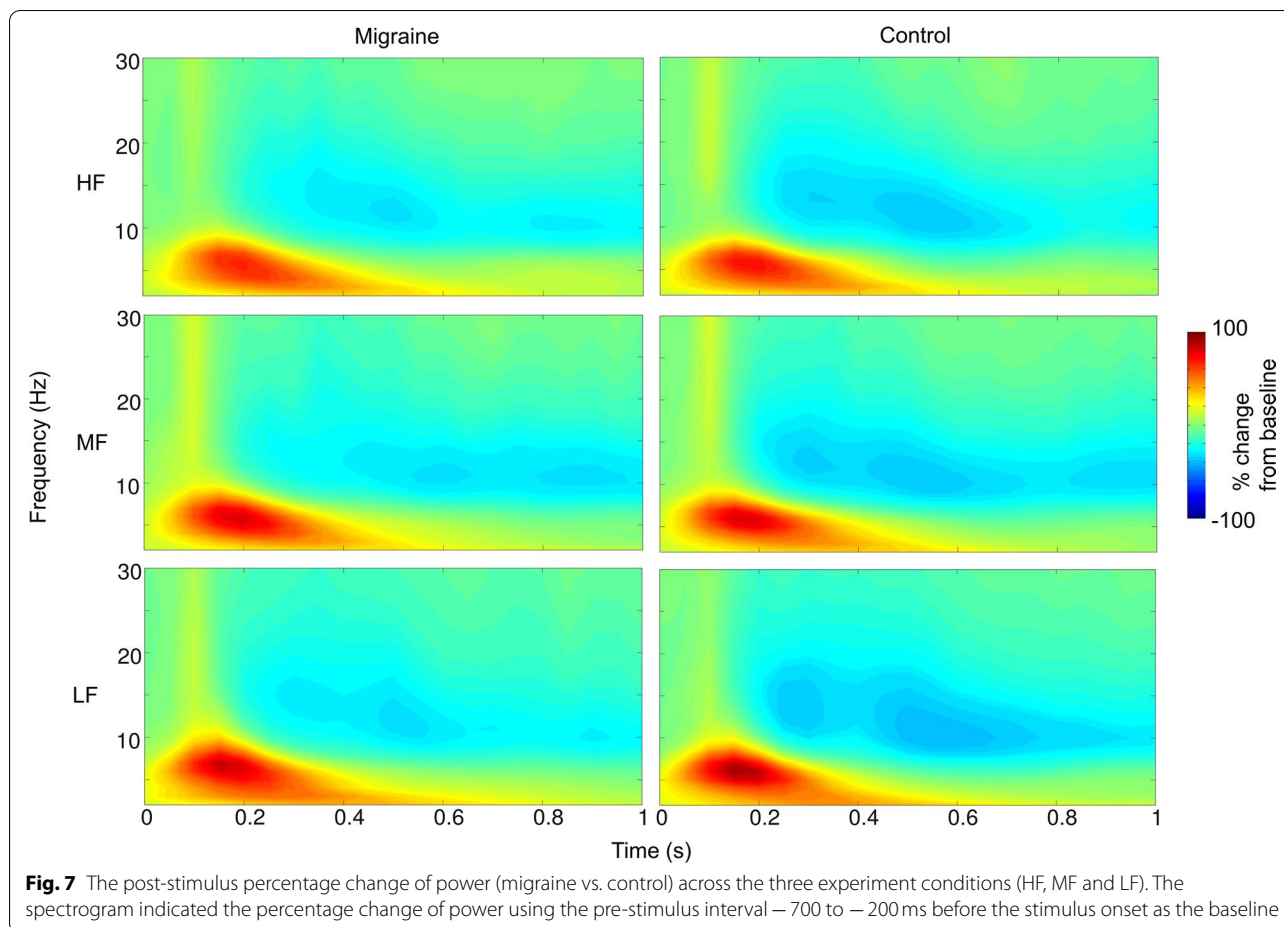 Migraine
Control
30
20
10
HF
30
20
10
MF
30
20
10
LF
Frequency (Hz)
0
0.2
0.4
0.6
0.8
1
0
0.2
0.4
0.6
0.8
1
Time (s)
100
-100
% change
from baseline
Fig. 7 The post-stimulus percentage change of power (migraine vs. control) across the three experiment conditions (HF, MF and LF). The
spectrogram indicated the percentage change of power using the pre-stimulus interval − 700 to − 200 ms before the stimulus onset as the baseline